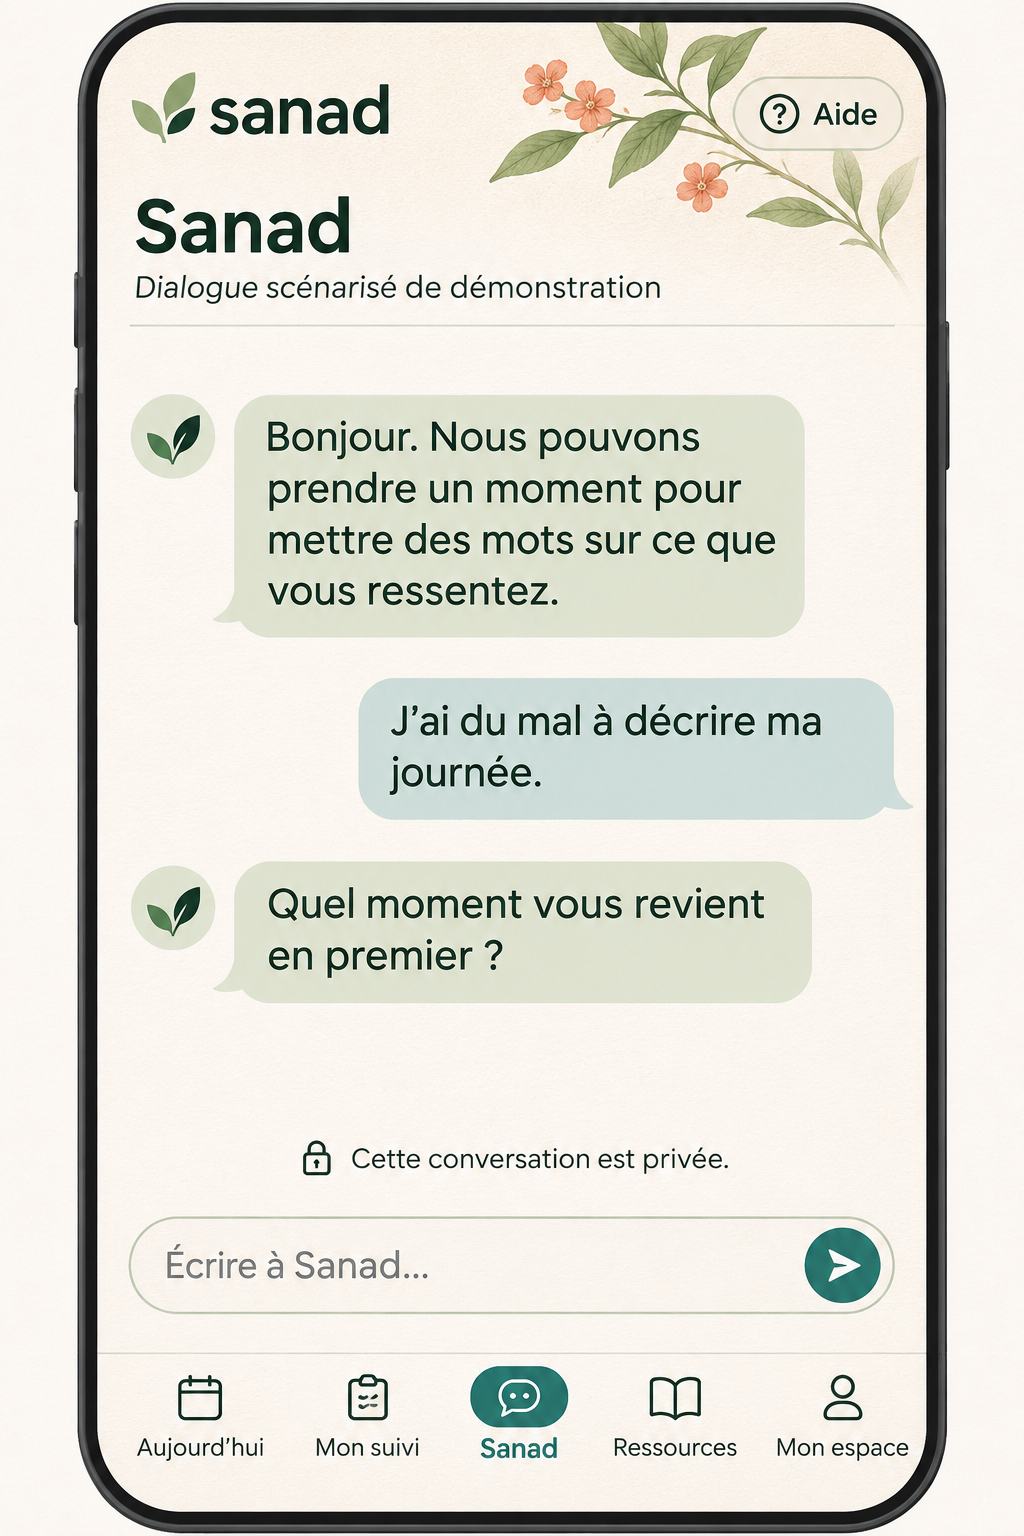 sanad
? Aide
Sanad
Dialogue scénarisé de démonstration
Bonjour. Nous pouvons
prendre un moment pour
mettre des mots sur ce que
vous ressentez.
J’ai du mal à décrire ma
journée.
Quel moment vous revient
en premier ?
Cette conversation est privée.
Écrire à Sanad...
Aujourd’hui
Mon suivi
Sanad
Ressources
Mon espace